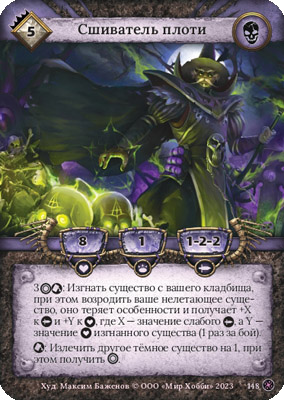 5
Сшиватель плоти
8
1
1-2-2
3: Изгнать существо с вашего кладбища,
при этом возродить ваше нелетающее суще-
ство, оно теряет особенности и получает +X
к и +Y к , где X — значение слабого , а Y —
значение изгнанного существа (1 раз за бой).
: Излечить другое тёмное существо на 1, при
этом получить .
Худ. Максим Баженов © ООО «Мир Хобби» 2023 148